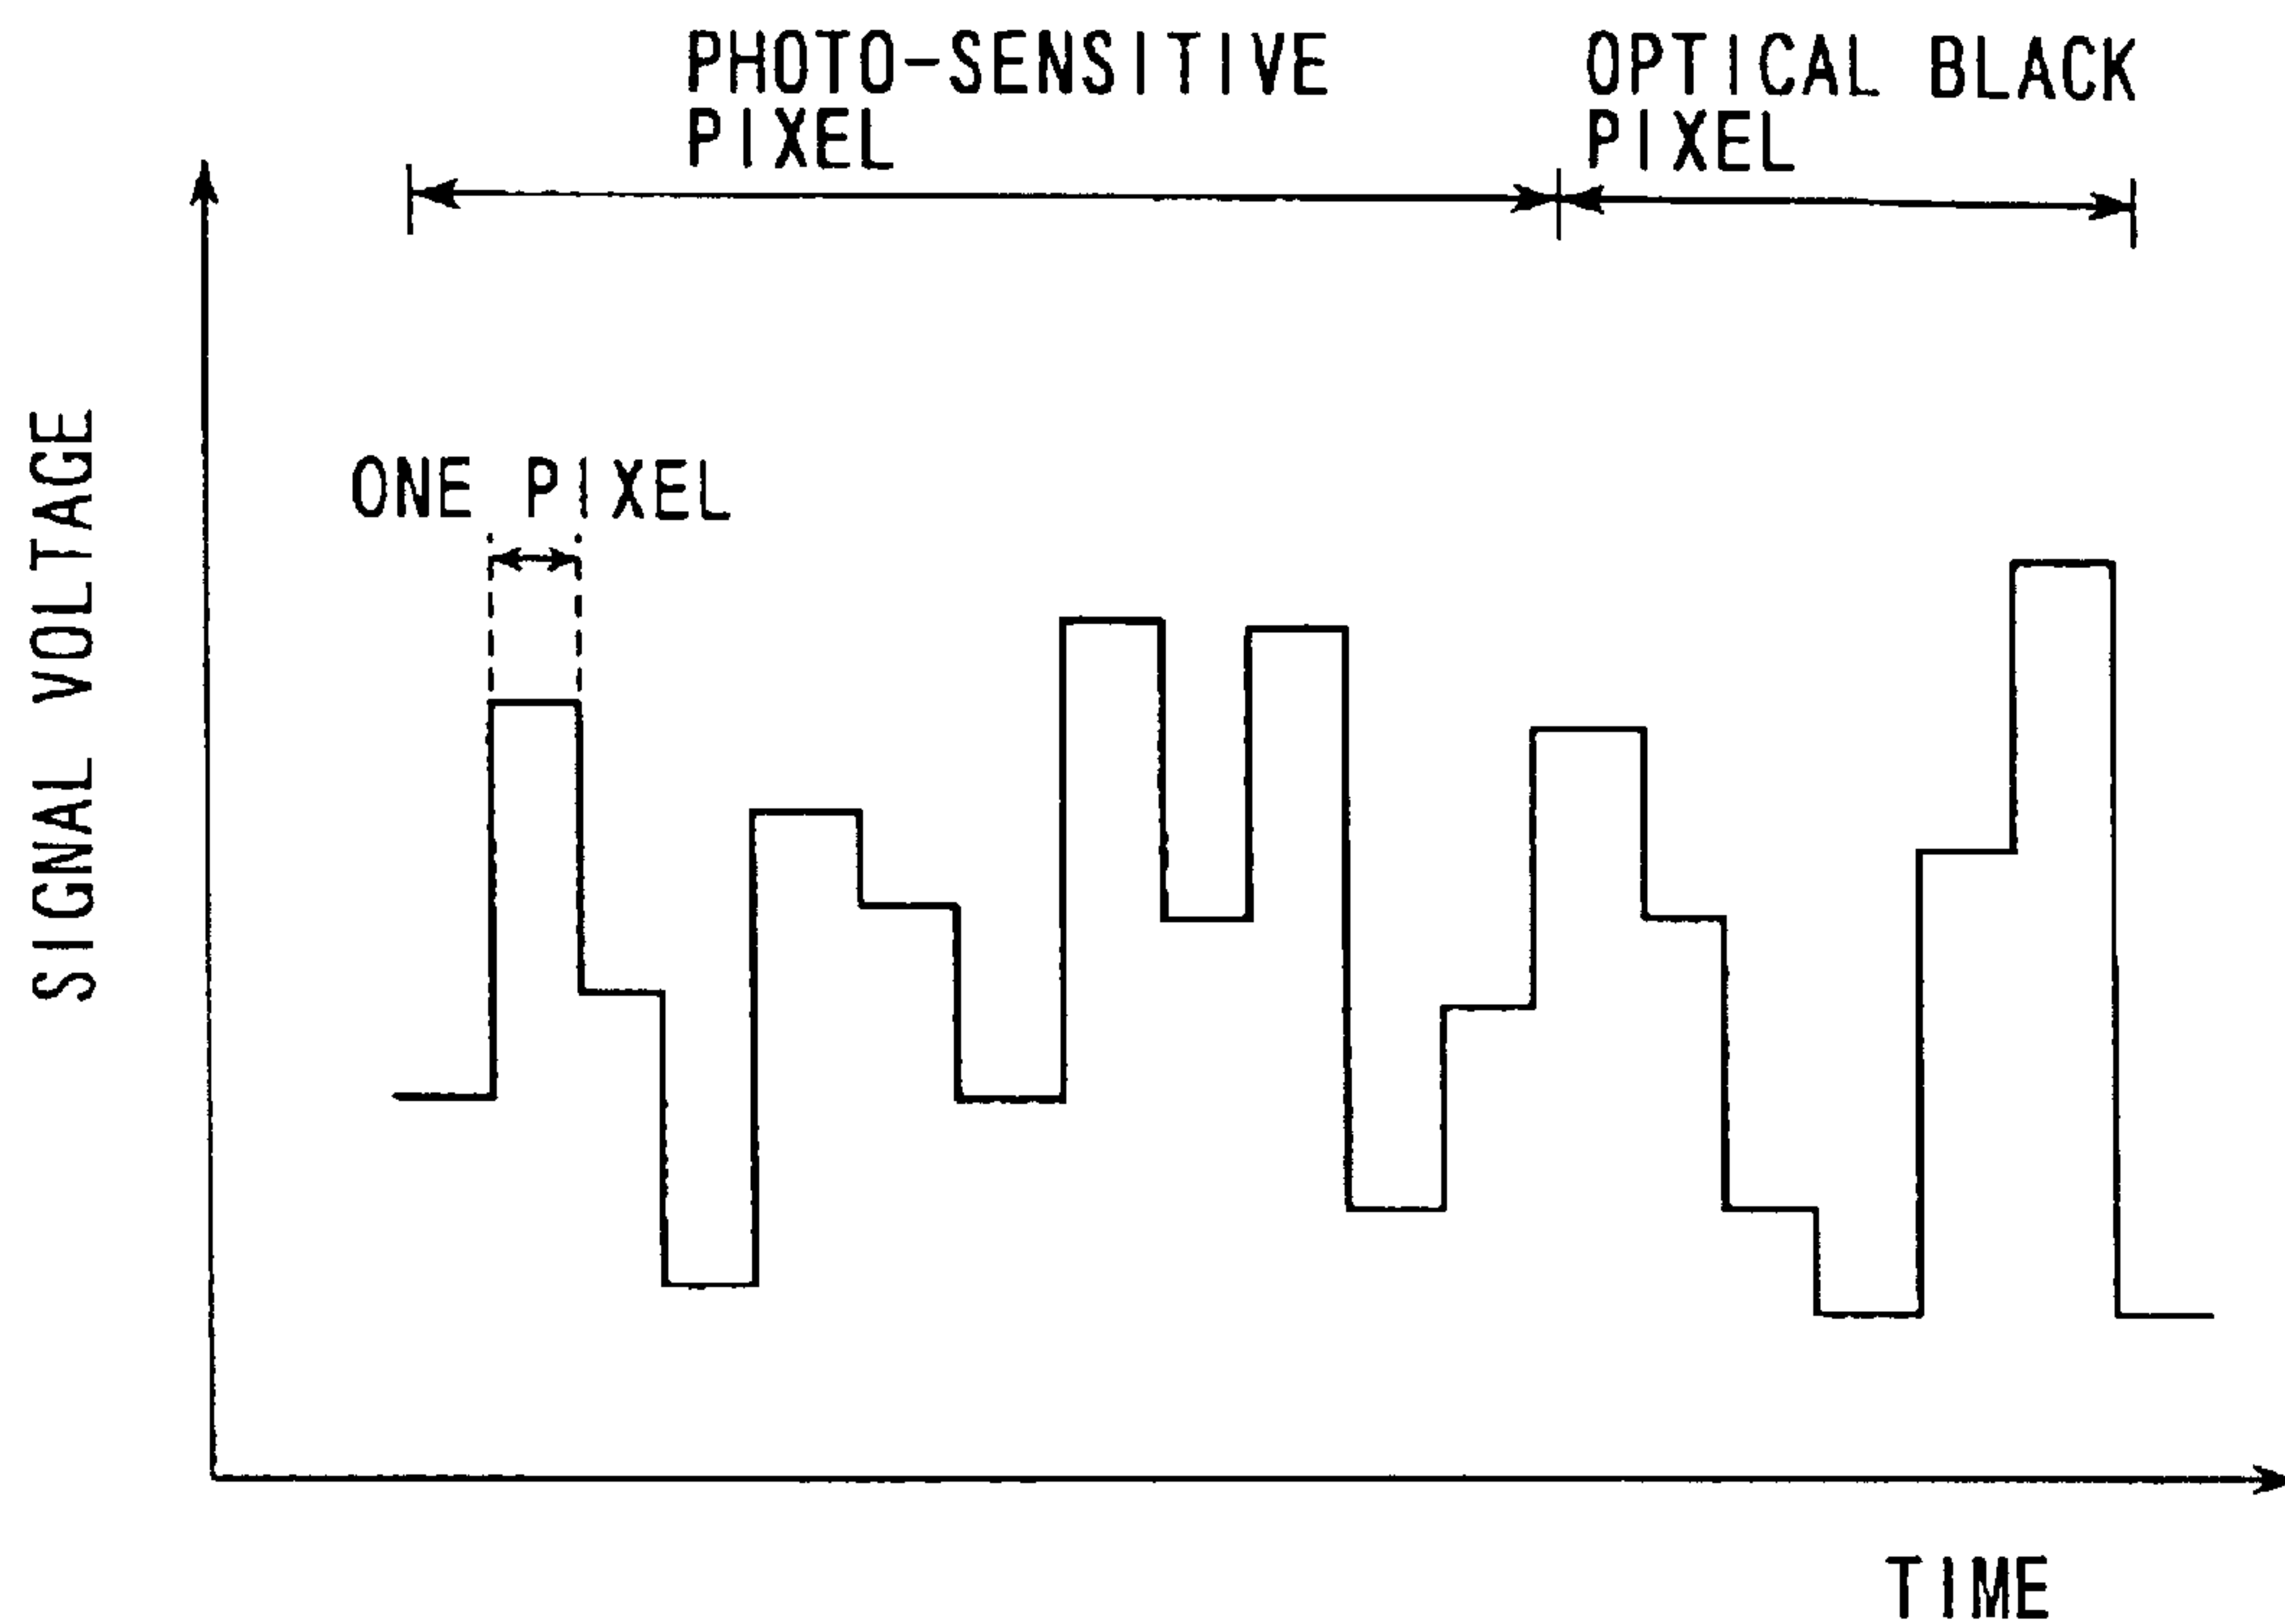 PHOTO-SENSITIVE
PIXEL
OPTICAL BLACK
PIXEL
ONE PIXEL
SIGNAL VOLTAGE
TIME